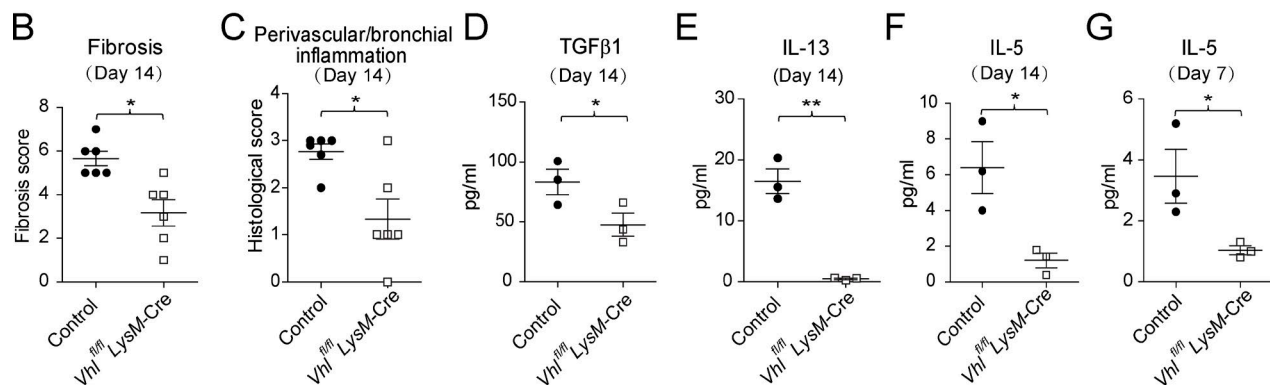 B
Fibrosis
(Day 14)
*
Fibrosis score
8
6
4
2
0
Control
Vhl fl/fl LysM-Cre
C
Perivascular/bronchial
inflammation
(Day 14)
*
Histological score
4
3
2
1
0
Control
Vhl fl/fl LysM-Cre
D
TGFβ1
(Day 14)
*
pg/ml
150
100
50
0
Control
Vhl fl/fl LysM-Cre
E
IL-13
(Day 14)
**
pg/ml
30
20
10
0
Control
Vhl fl/fl LysM-Cre
F
IL-5
(Day 14)
*
pg/ml
10
8
6
4
2
0
Control
Vhl fl/fl LysM-Cre
G
IL-5
(Day 7)
*
pg/ml
6
4
2
0
Control
Vhl fl/fl LysM-Cre